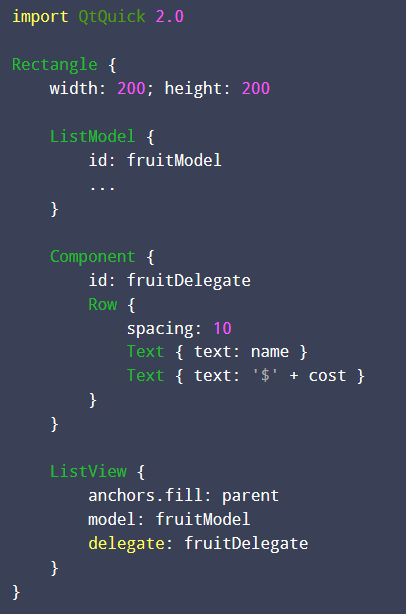 import QtQuick 2.0

Rectangle {
    width: 200; height: 200

    ListModel {
        id: fruitModel
        ...
    }

    Component {
        id: fruitDelegate
        Row {
            spacing: 10
            Text { text: name }
            Text { text: '$' + cost }
        }
    }

    ListView {
        anchors.fill: parent
        model: fruitModel
        delegate: fruitDelegate
    }
}